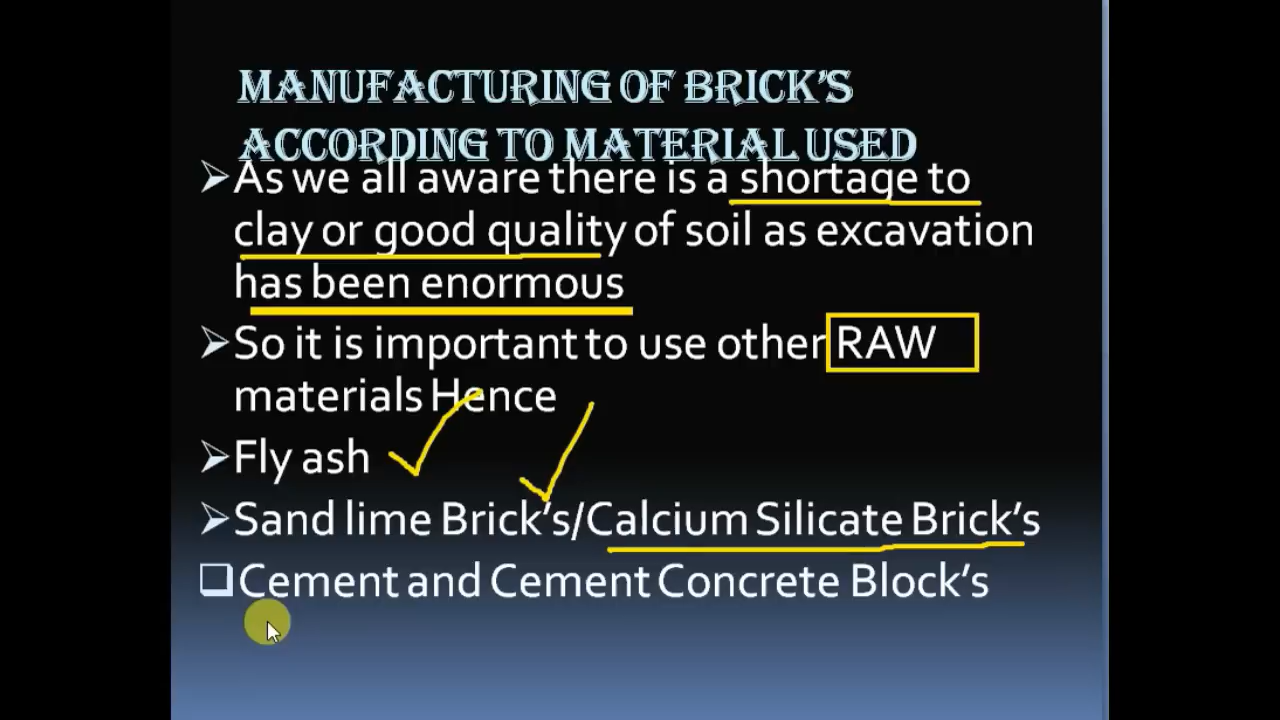 MANUFACTURING OF BRICK'S
ACCORDING TO MATERIAL USED
As we all aware there is a shortage to
clay or good quality of soil as excavation
has been enormous
So it is important to use other RAW
materials Hence
Fly ash
Sand lime Brick's/Calcium Silicate Brick's
Cement and Cement Concrete Block's